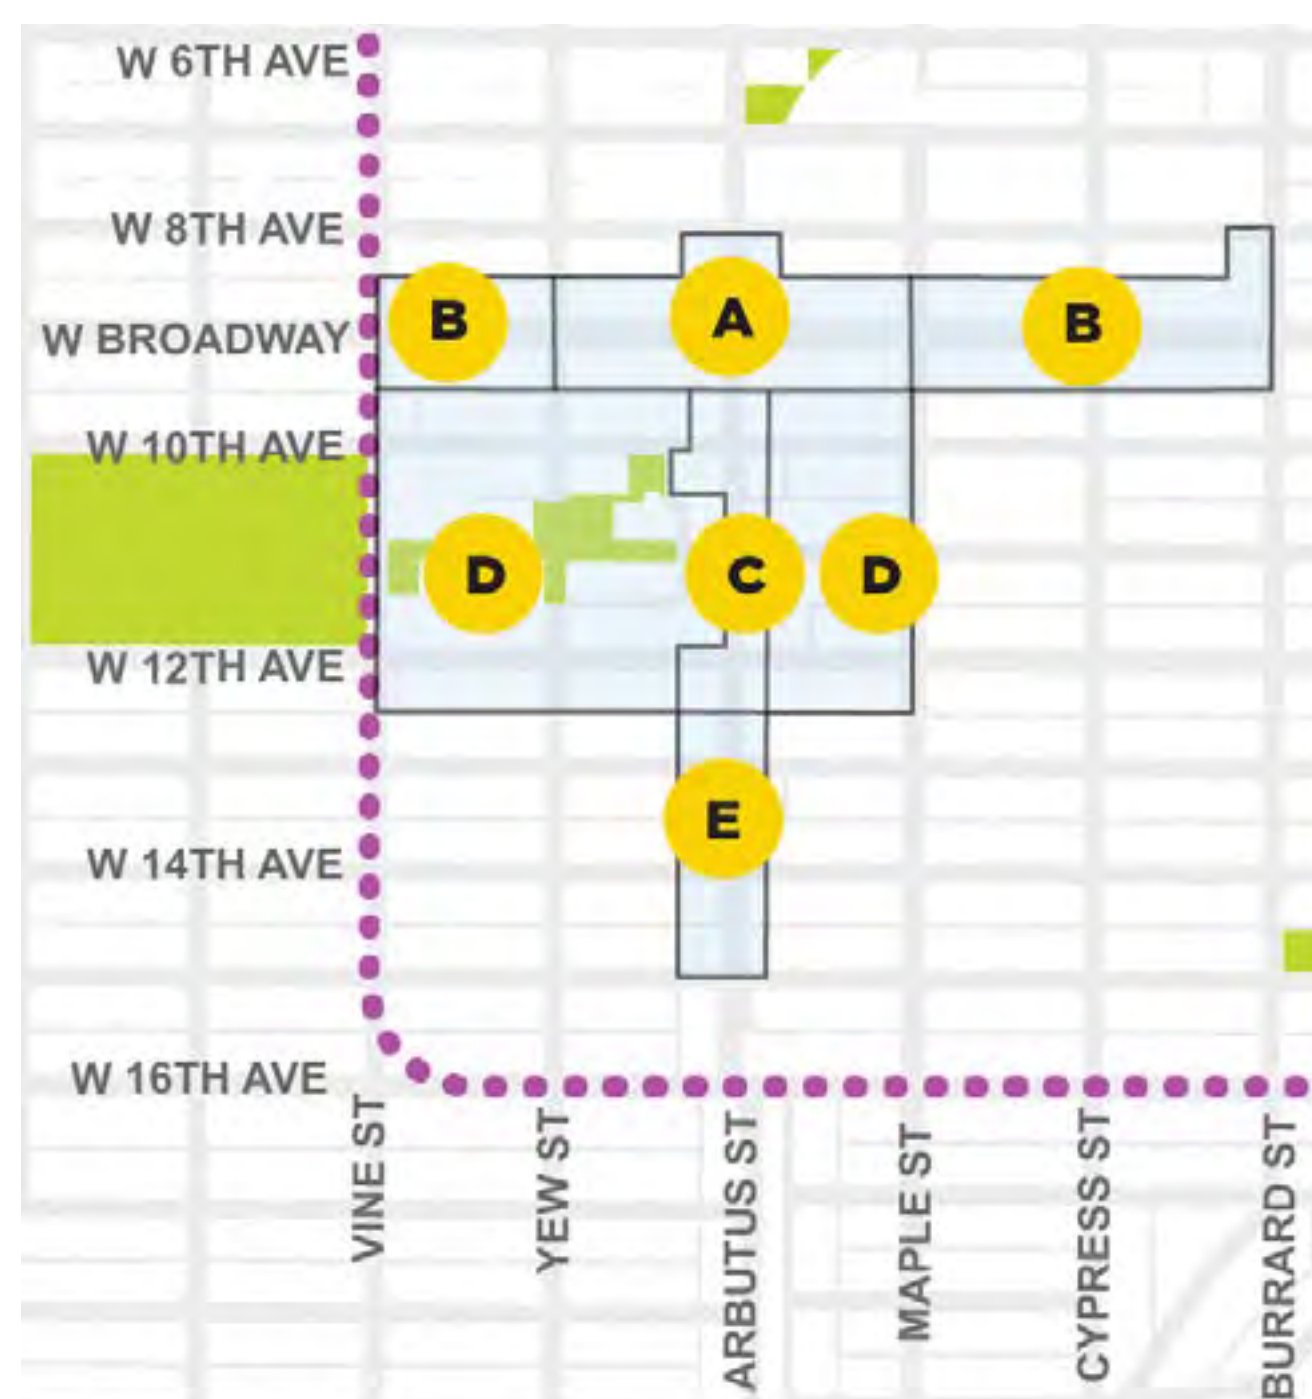 W 6TH AVE
W 8TH AVE
B
A
B
W BROADWAY
W 10TH AVE
D
C
D
W 12TH AVE
E
W 14TH AVE
W 16TH AVE
VINE ST
YEW ST
ARBUTUS ST
MAPLE ST
CYPRESS ST
BURRARD ST